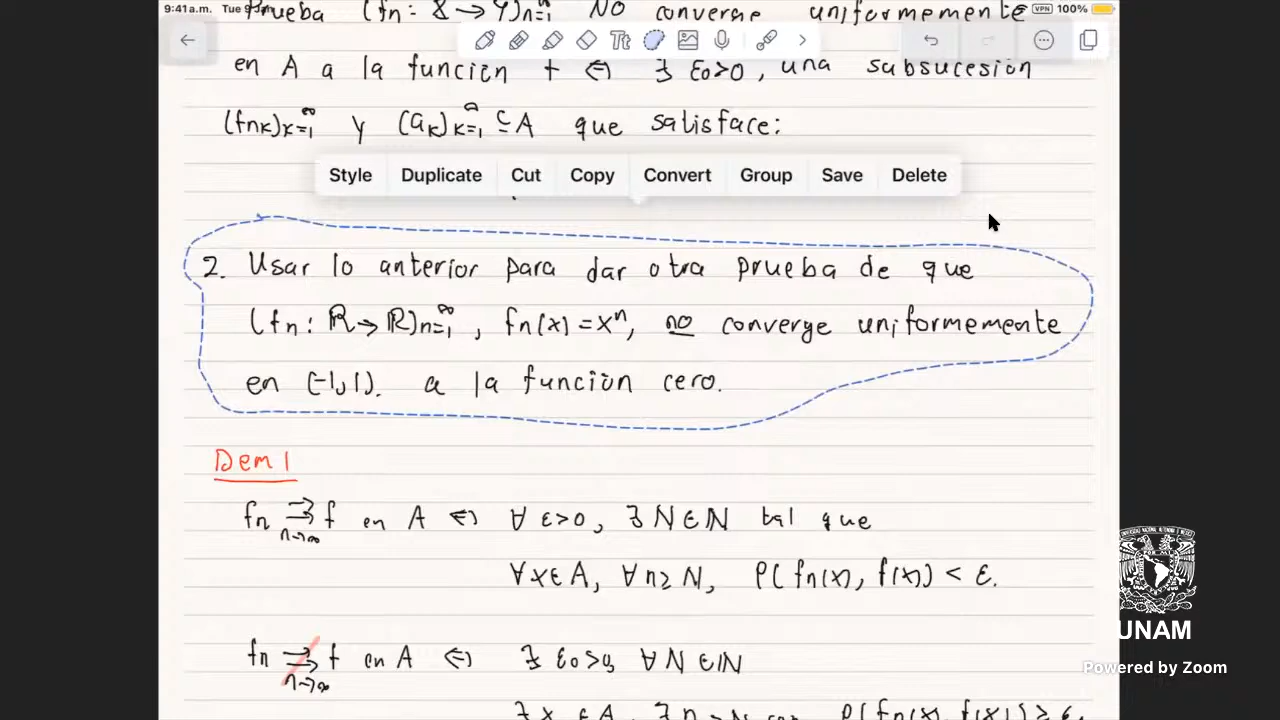 9:41a.m. Tue 9 VPN 100%
Prueba (fn: X → Y)n=1^∞ NO converge uniformemente
en A a la función f ⇔ ∃ ε0>0, una subsucesión
(fnk)k=1^∞ y (ak)k=1^∞ ⊆ A que satisface:
Style Duplicate Cut Copy Convert Group Save Delete
2. Usar lo anterior para dar otra prueba de que
(fn: ℝ → ℝ)n=1^∞, fn(x) = x^n, no converge uniformemente
en (-1,1). a la función cero.
Dem 1
fn ⇉ f en A ⇔ ∀ ε>0, ∃ N∈ℕ tal que
n→∞
∀x∈A, ∀n≥N, ρ(fn(x), f(x)) < ε.
fn ⇉ f en A ⇔ ∃ ε0>0, ∀ N∈ℕ
n→∞
∃ x ∈A, ∃ n ρ(fn(x), f(x)) ≥ ε
UNAM
Powered by Zoom